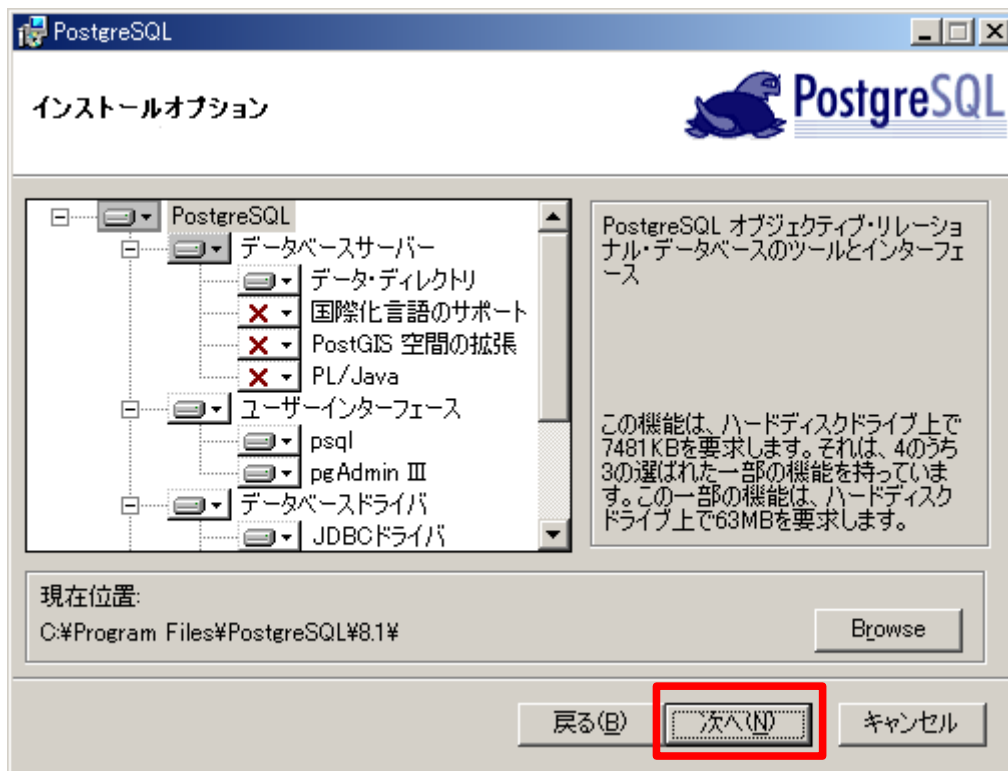 PostgreSQL
インストールオプション
PostgreSQL
PostgreSQL
データベースサーバー
データ・ディレクトリ
国際化言語のサポート
PostGIS 空間の拡張
PL/Java
ユーザーインターフェース
psql
pgAdmin III
データベースドライバ
JDBCドライバ
PostgreSQL オブジェクティブ・リレーショ
ナル・データベースのツールとインターフェ
ース
この機能は、ハードディスクドライブ上で
7481KBを要求します。それは、4のうち
3の選ばれた一部の機能を持っていま
す。この一部の機能は、ハードディスク
ドライブ上で63MBを要求します。
現在位置:
C:¥Program Files¥PostgreSQL¥8.1¥
Browse
戻る(B)
次へ(N)
キャンセル